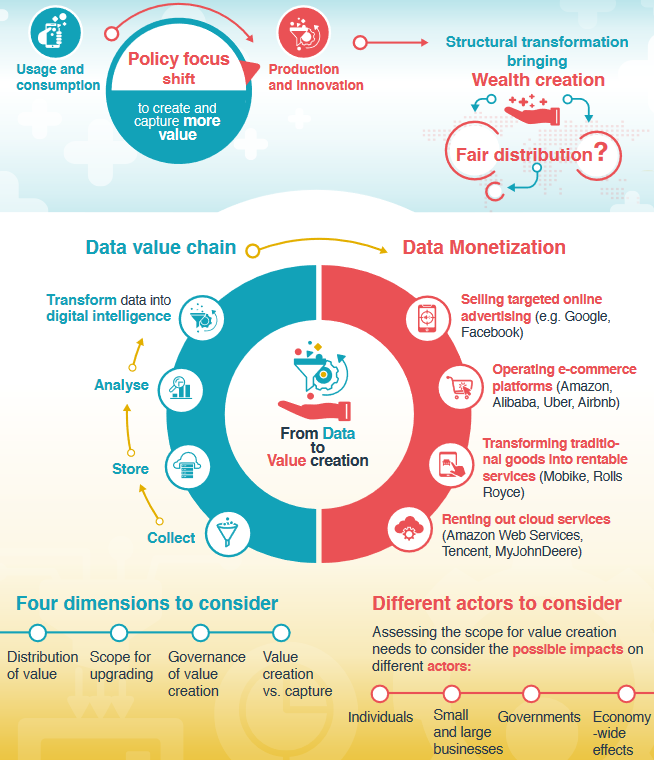 Usage and
consumption
Policy focus
shift
to create and
capture more
value
Production
and innovation
Structural transformation
bringing
Wealth creation
Fair distribution?
Data value chain
Data Monetization
Transform data into
digital intelligence
Analyse
Store
Collect
From Data
to
Value creation
Selling targeted online
advertising (e.g. Google,
Facebook)
Operating e-commerce
platforms (Amazon,
Alibaba, Uber, Airbnb)
Transforming traditio-
nal goods into rentable
services (Mobike, Rolls
Royce)
Renting out cloud services
(Amazon Web Services,
Tencent, MyJohnDeere)
Four dimensions to consider
Distribution
of value
Scope for
upgrading
Governance
of value
creation
Value
creation
vs. capture
Different actors to consider
Assessing the scope for value creation
needs to consider the possible impacts on
different actors:
Individuals
Small
and large
businesses
Governments
Economy
-wide
effects